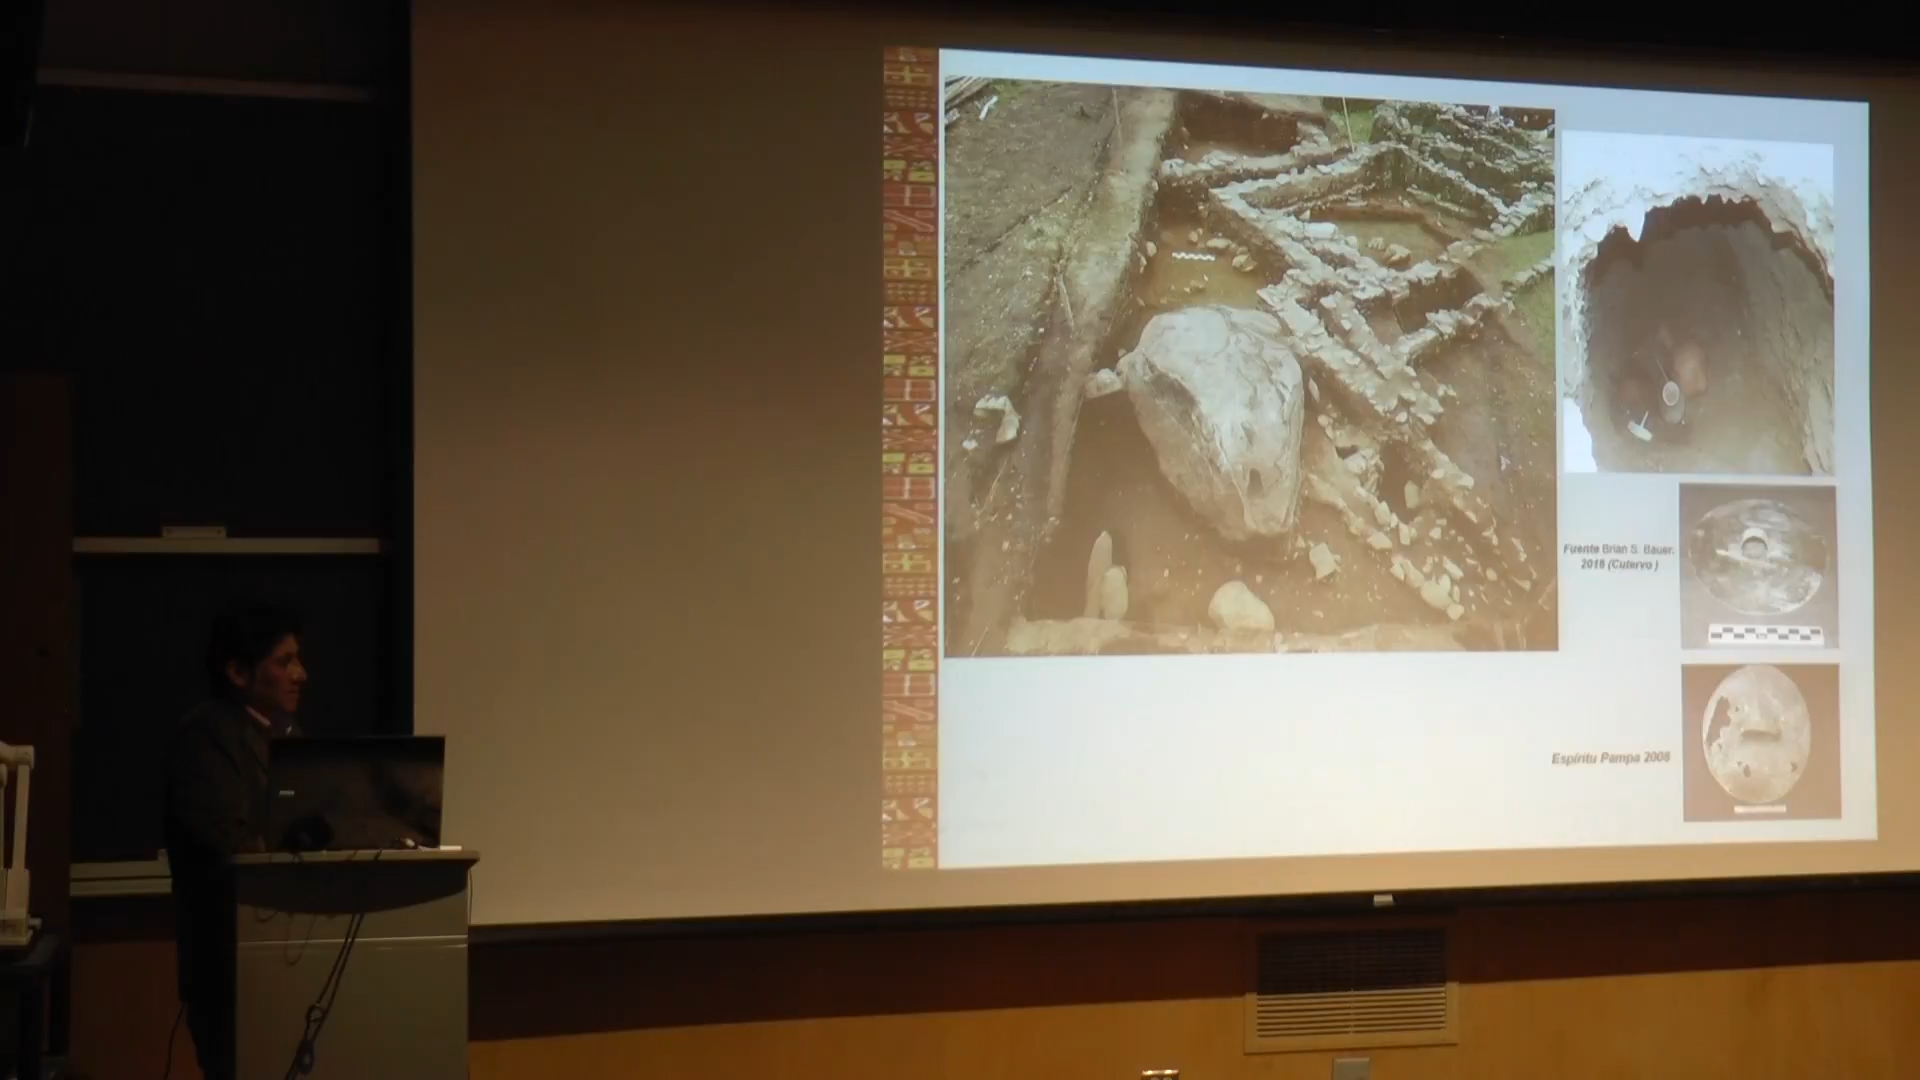 Fuente Brian S. Bauer.
2016 (Cutervo )
Espíritu Pampa 2008